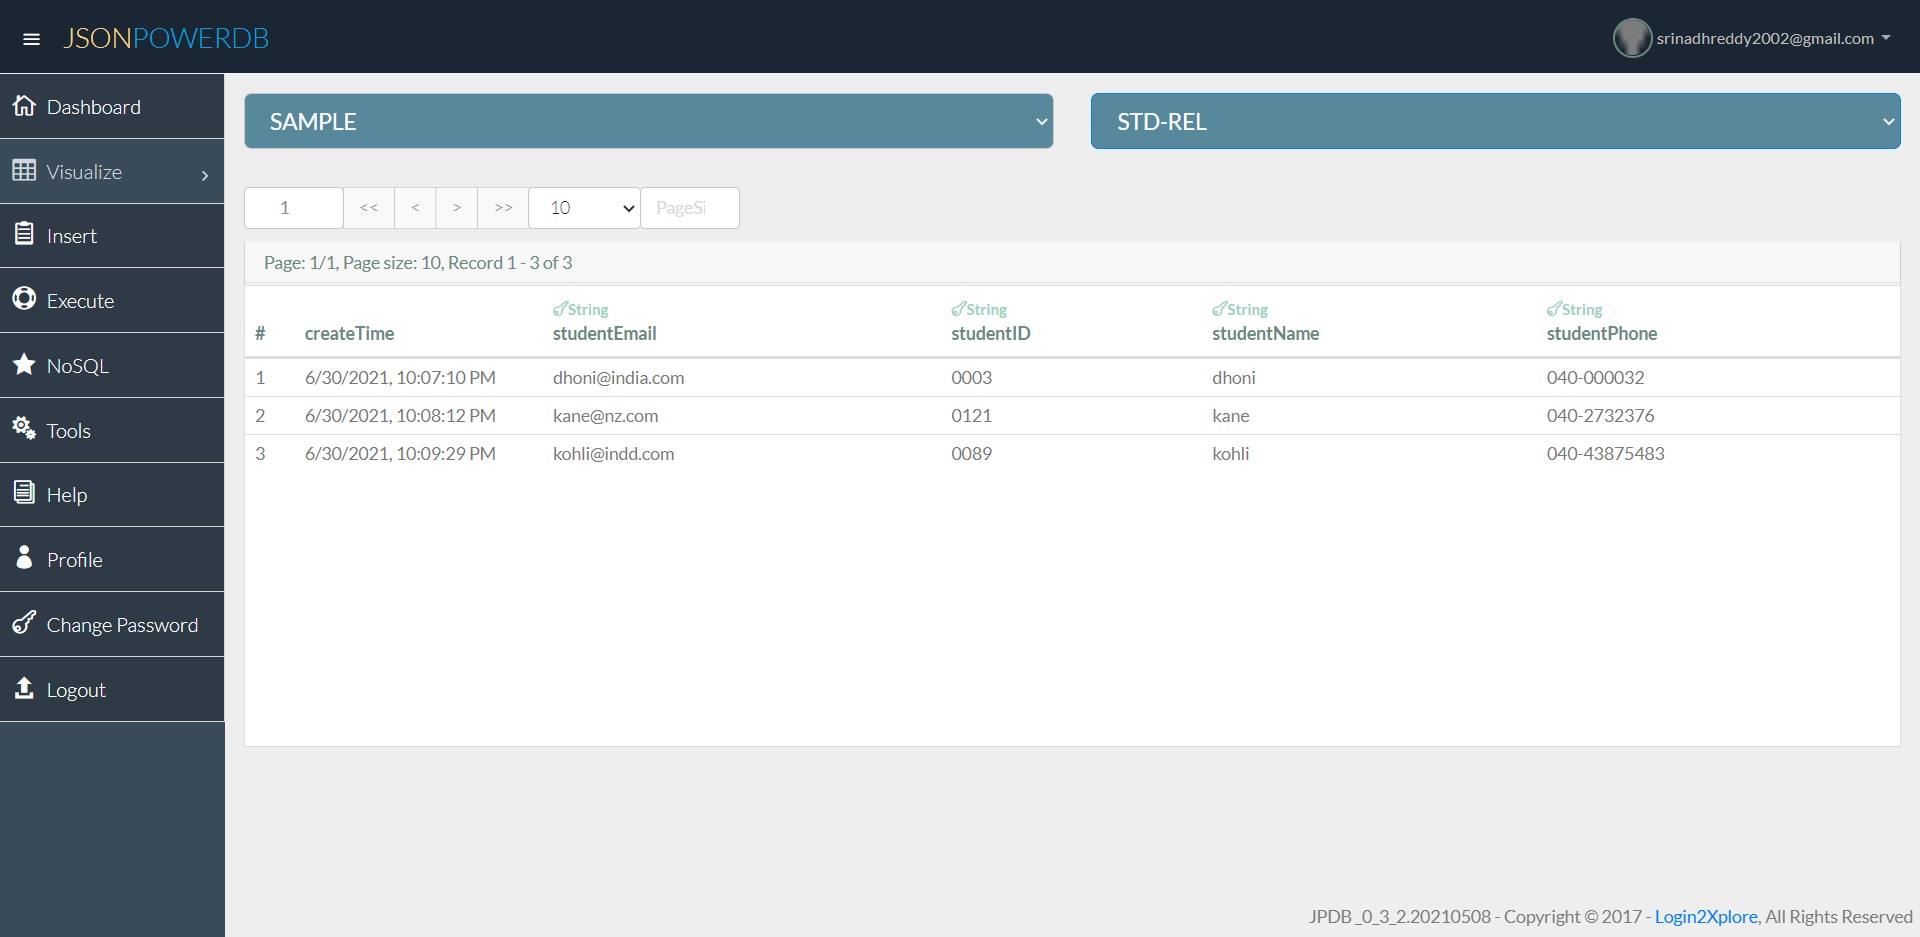 JSONPOWERDB
srinadhreddy2002@gmail.com
Dashboard
Visualize
Insert
Execute
NoSQL
Tools
Help
Profile
Change Password
Logout
SAMPLE
STD-REL
1 << < > >> 10 PageSi
Page: 1/1, Page size: 10, Record 1 - 3 of 3
String String String String
# createTime studentEmail studentID studentName studentPhone
1 6/30/2021, 10:07:10 PM dhoni@india.com 0003 dhoni 040-000032
2 6/30/2021, 10:08:12 PM kane@nz.com 0121 kane 040-2732376
3 6/30/2021, 10:09:29 PM kohli@indd.com 0089 kohli 040-43875483
JPDB_0_3_2.20210508 - Copyright © 2017 - Login2Xplore, All Rights Reserved